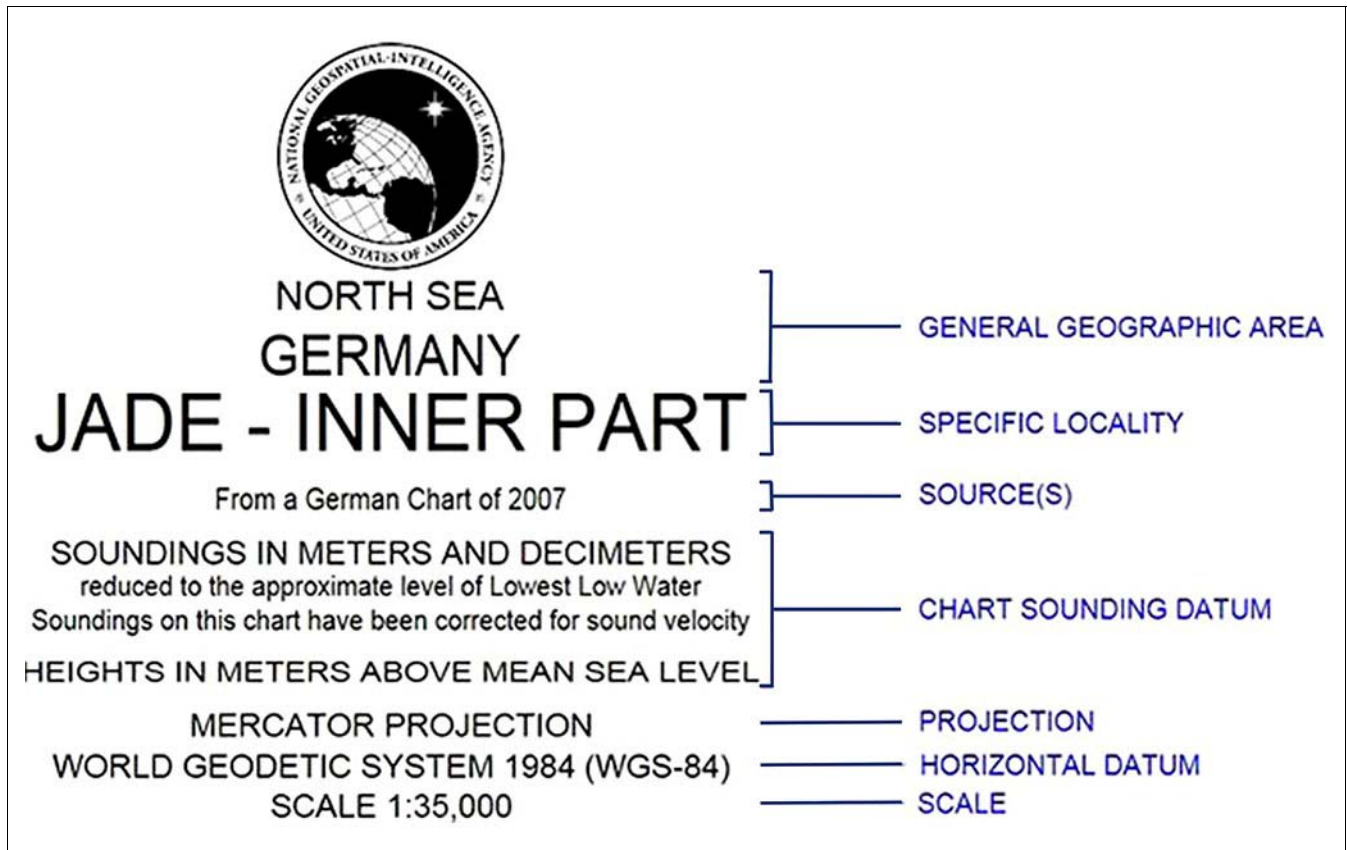 NATIONAL GEOSPATIAL-INTELLIGENCE AGENCY
UNITED STATES OF AMERICA
NORTH SEA
GERMANY
GENERAL GEOGRAPHIC AREA
JADE - INNER PART
SPECIFIC LOCALITY
From a German Chart of 2007
SOURCE(S)
SOUNDINGS IN METERS AND DECIMETERS
reduced to the approximate level of Lowest Low Water
Soundings on this chart have been corrected for sound velocity
HEIGHTS IN METERS ABOVE MEAN SEA LEVEL
CHART SOUNDING DATUM
MERCATOR PROJECTION
PROJECTION
WORLD GEODETIC SYSTEM 1984 (WGS-84)
HORIZONTAL DATUM
SCALE 1:35,000
SCALE